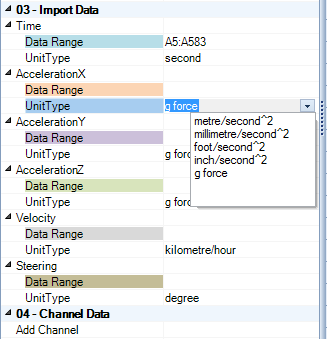 03 - Import Data
Time
Data Range A5:A583
UnitType second
AccelerationX
Data Range
UnitType g force
metre/second^2
millimetre/second^2
foot/second^2
inch/second^2
g force
AccelerationY
Data Range
UnitType g forc
AccelerationZ
Data Range
UnitType g forc
Velocity
Data Range
UnitType kilometre/hour
Steering
Data Range
UnitType degree
04 - Channel Data
Add Channel